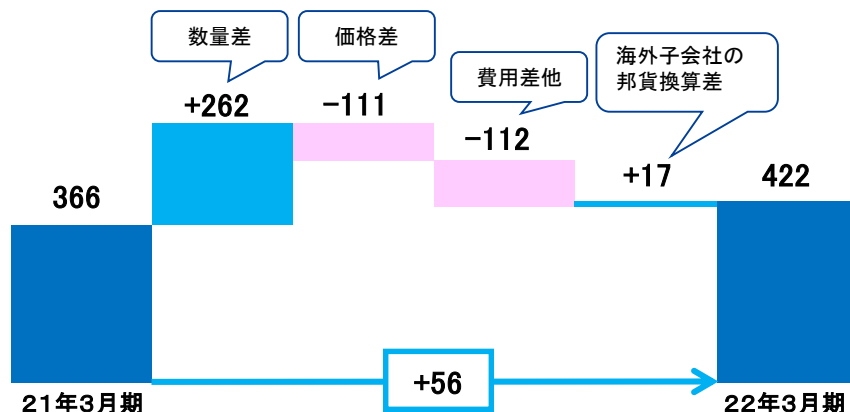 数量差
価格差
費用差他
海外子会社の
邦貨換算差
+262
−111
−112
+17
366
422
+56
21年3月期
22年3月期